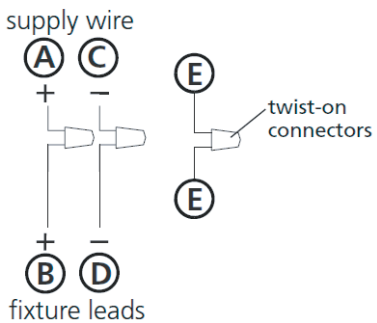 supply wire
A C E
+ −
twist-on
connectors
E
+ −
B D
fixture leads